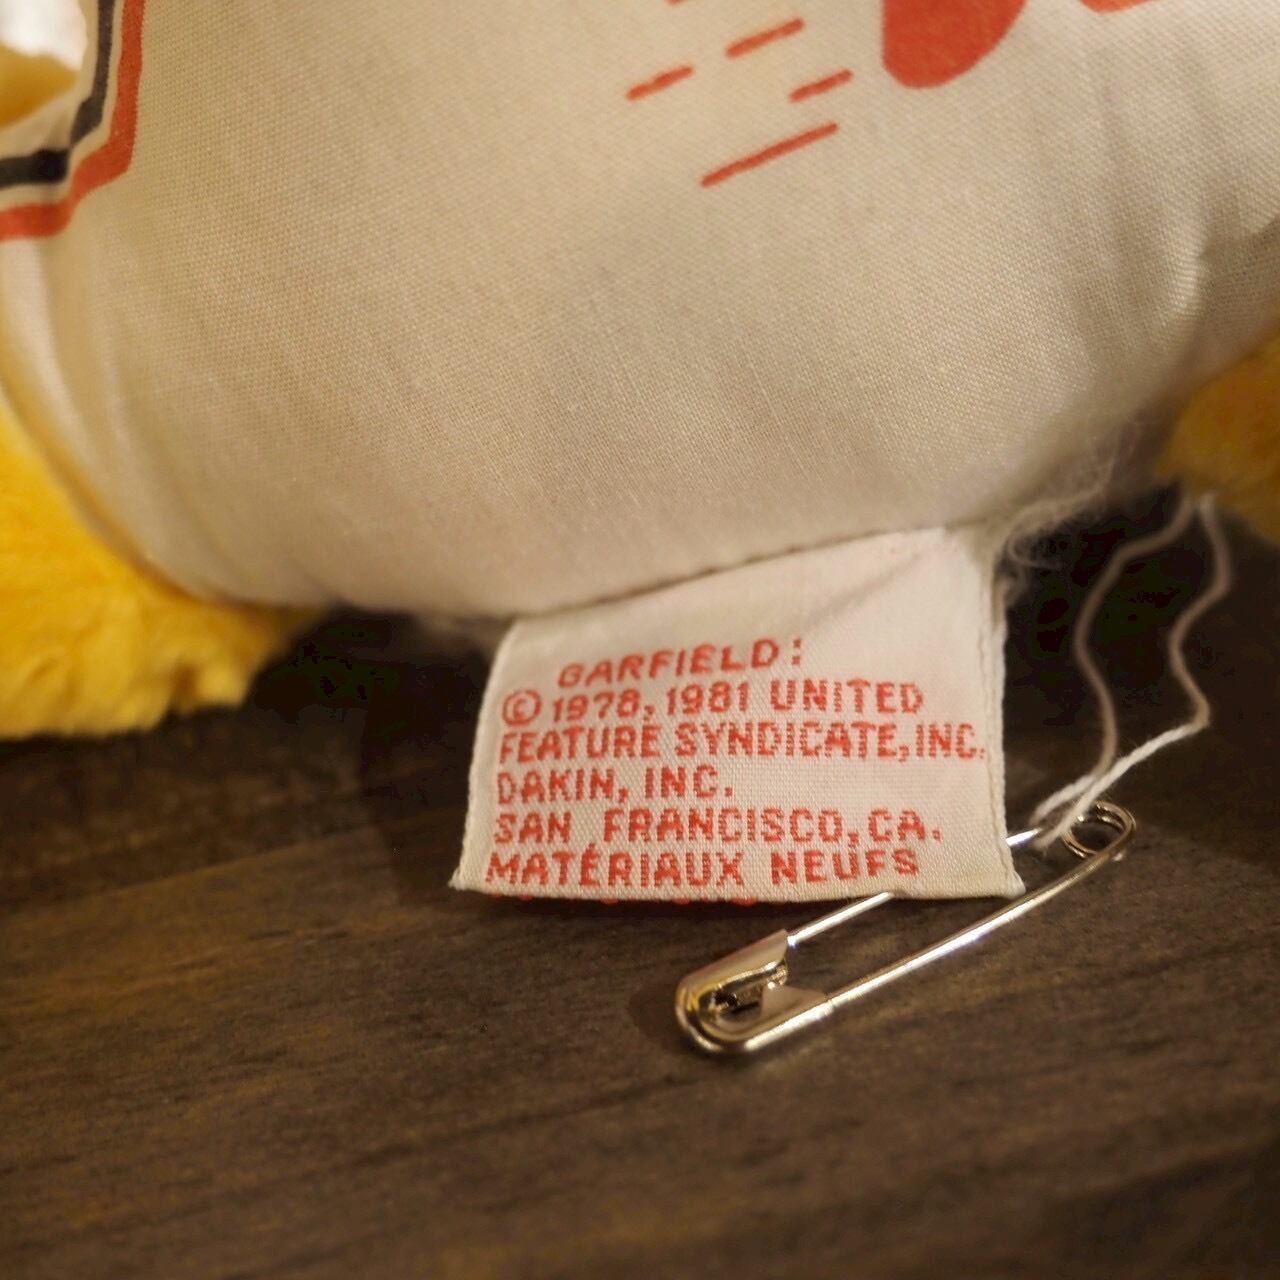 GARFIELD:
© 1978, 1981 UNITED
FEATURE SYNDICATE, INC.
DAKIN, INC.
SAN FRANCISCO, CA.
MATÉRIAUX NEUFS